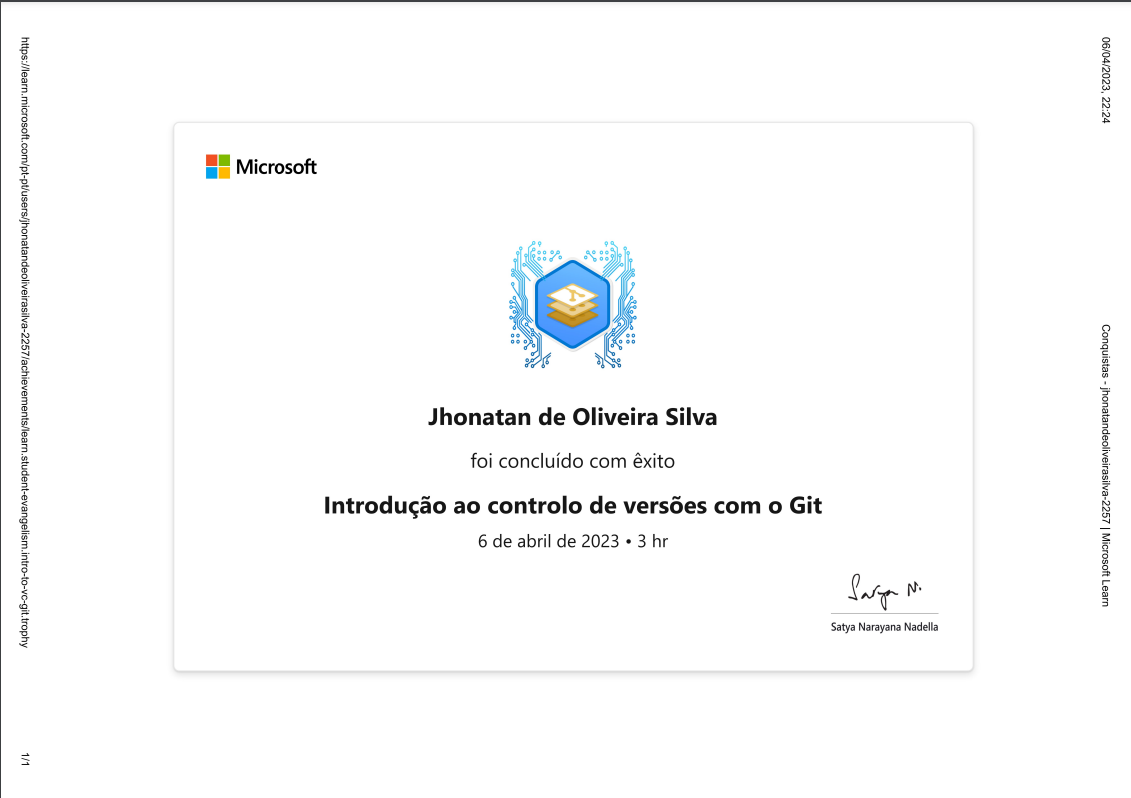 06/04/2023, 22:24
Conquistas - jhonatandeoliveirasilva-2257 | Microsoft Learn
Microsoft
Jhonatan de Oliveira Silva
foi concluído com êxito
Introdução ao controlo de versões com o Git
6 de abril de 2023 • 3 hr
Satya N.
Satya Narayana Nadella
https://learn.microsoft.com/pt-pt/users/jhonatandeoliveirasilva-2257/achievements/learn.student-evangelism.intro-to-vc-git.trophy
1/1